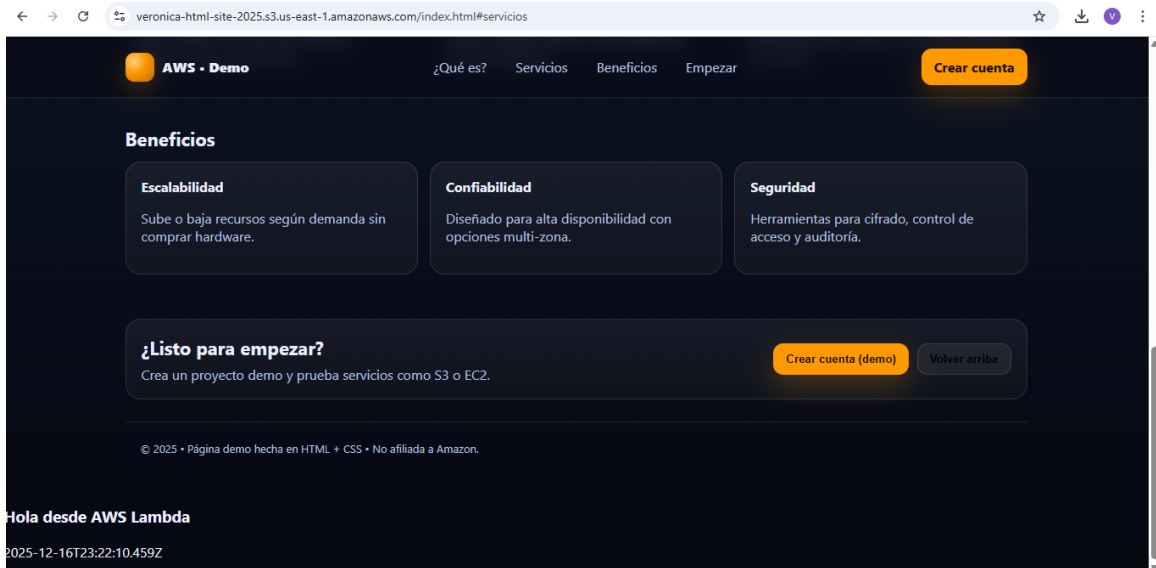 veronica-html-site-2025.s3.us-east-1.amazonaws.com/index.html#servicios
V
AWS • Demo
¿Qué es?
Servicios
Beneficios
Empezar
Crear cuenta
Beneficios
Escalabilidad
Sube o baja recursos según demanda sin
comprar hardware.
Confiabilidad
Diseñado para alta disponibilidad con
opciones multi-zona.
Seguridad
Herramientas para cifrado, control de
acceso y auditoría.
¿Listo para empezar?
Crea un proyecto demo y prueba servicios como S3 o EC2.
Crear cuenta (demo)
Volver arriba
© 2025 • Página demo hecha en HTML + CSS • No afiliada a Amazon.
Hola desde AWS Lambda
2025-12-16T23:22:10.459Z